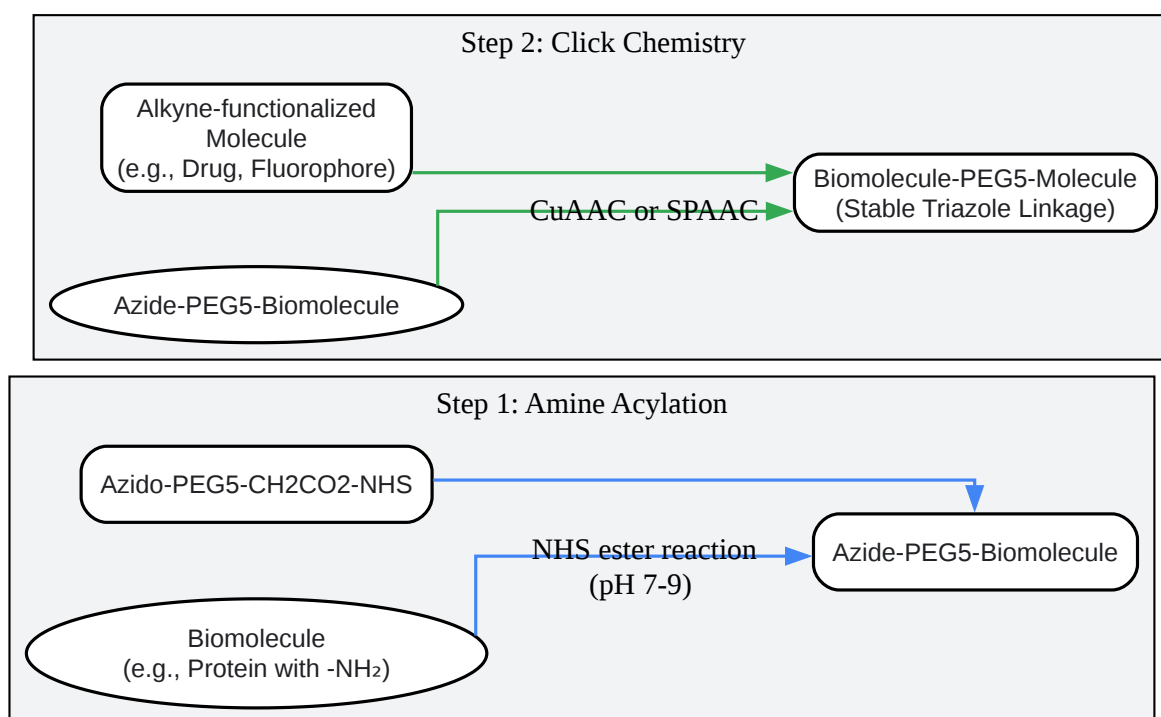 Step 2: Click Chemistry
Alkyne-functionalized
Molecule
(e.g., Drug, Fluorophore)
Biomolecule-PEG5-Molecule
(Stable Triazole Linkage)
CuAAC or SPAAC
Azide-PEG5-Biomolecule
Step 1: Amine Acylation
Azido-PEG5-CH2CO2-NHS
NHS ester reaction
(pH 7-9)
Azide-PEG5-Biomolecule
Biomolecule
(e.g., Protein with -NH₂)